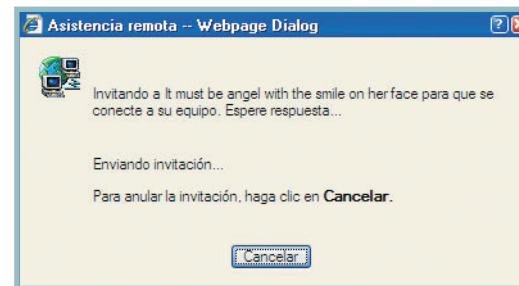 Asistencia remota -- Webpage Dialog
Invitando a It must be angel with the smile on her face para que se
conecte a su equipo. Espere respuesta...
Enviando invitación...
Para anular la invitación, haga clic en Cancelar.
Cancelar